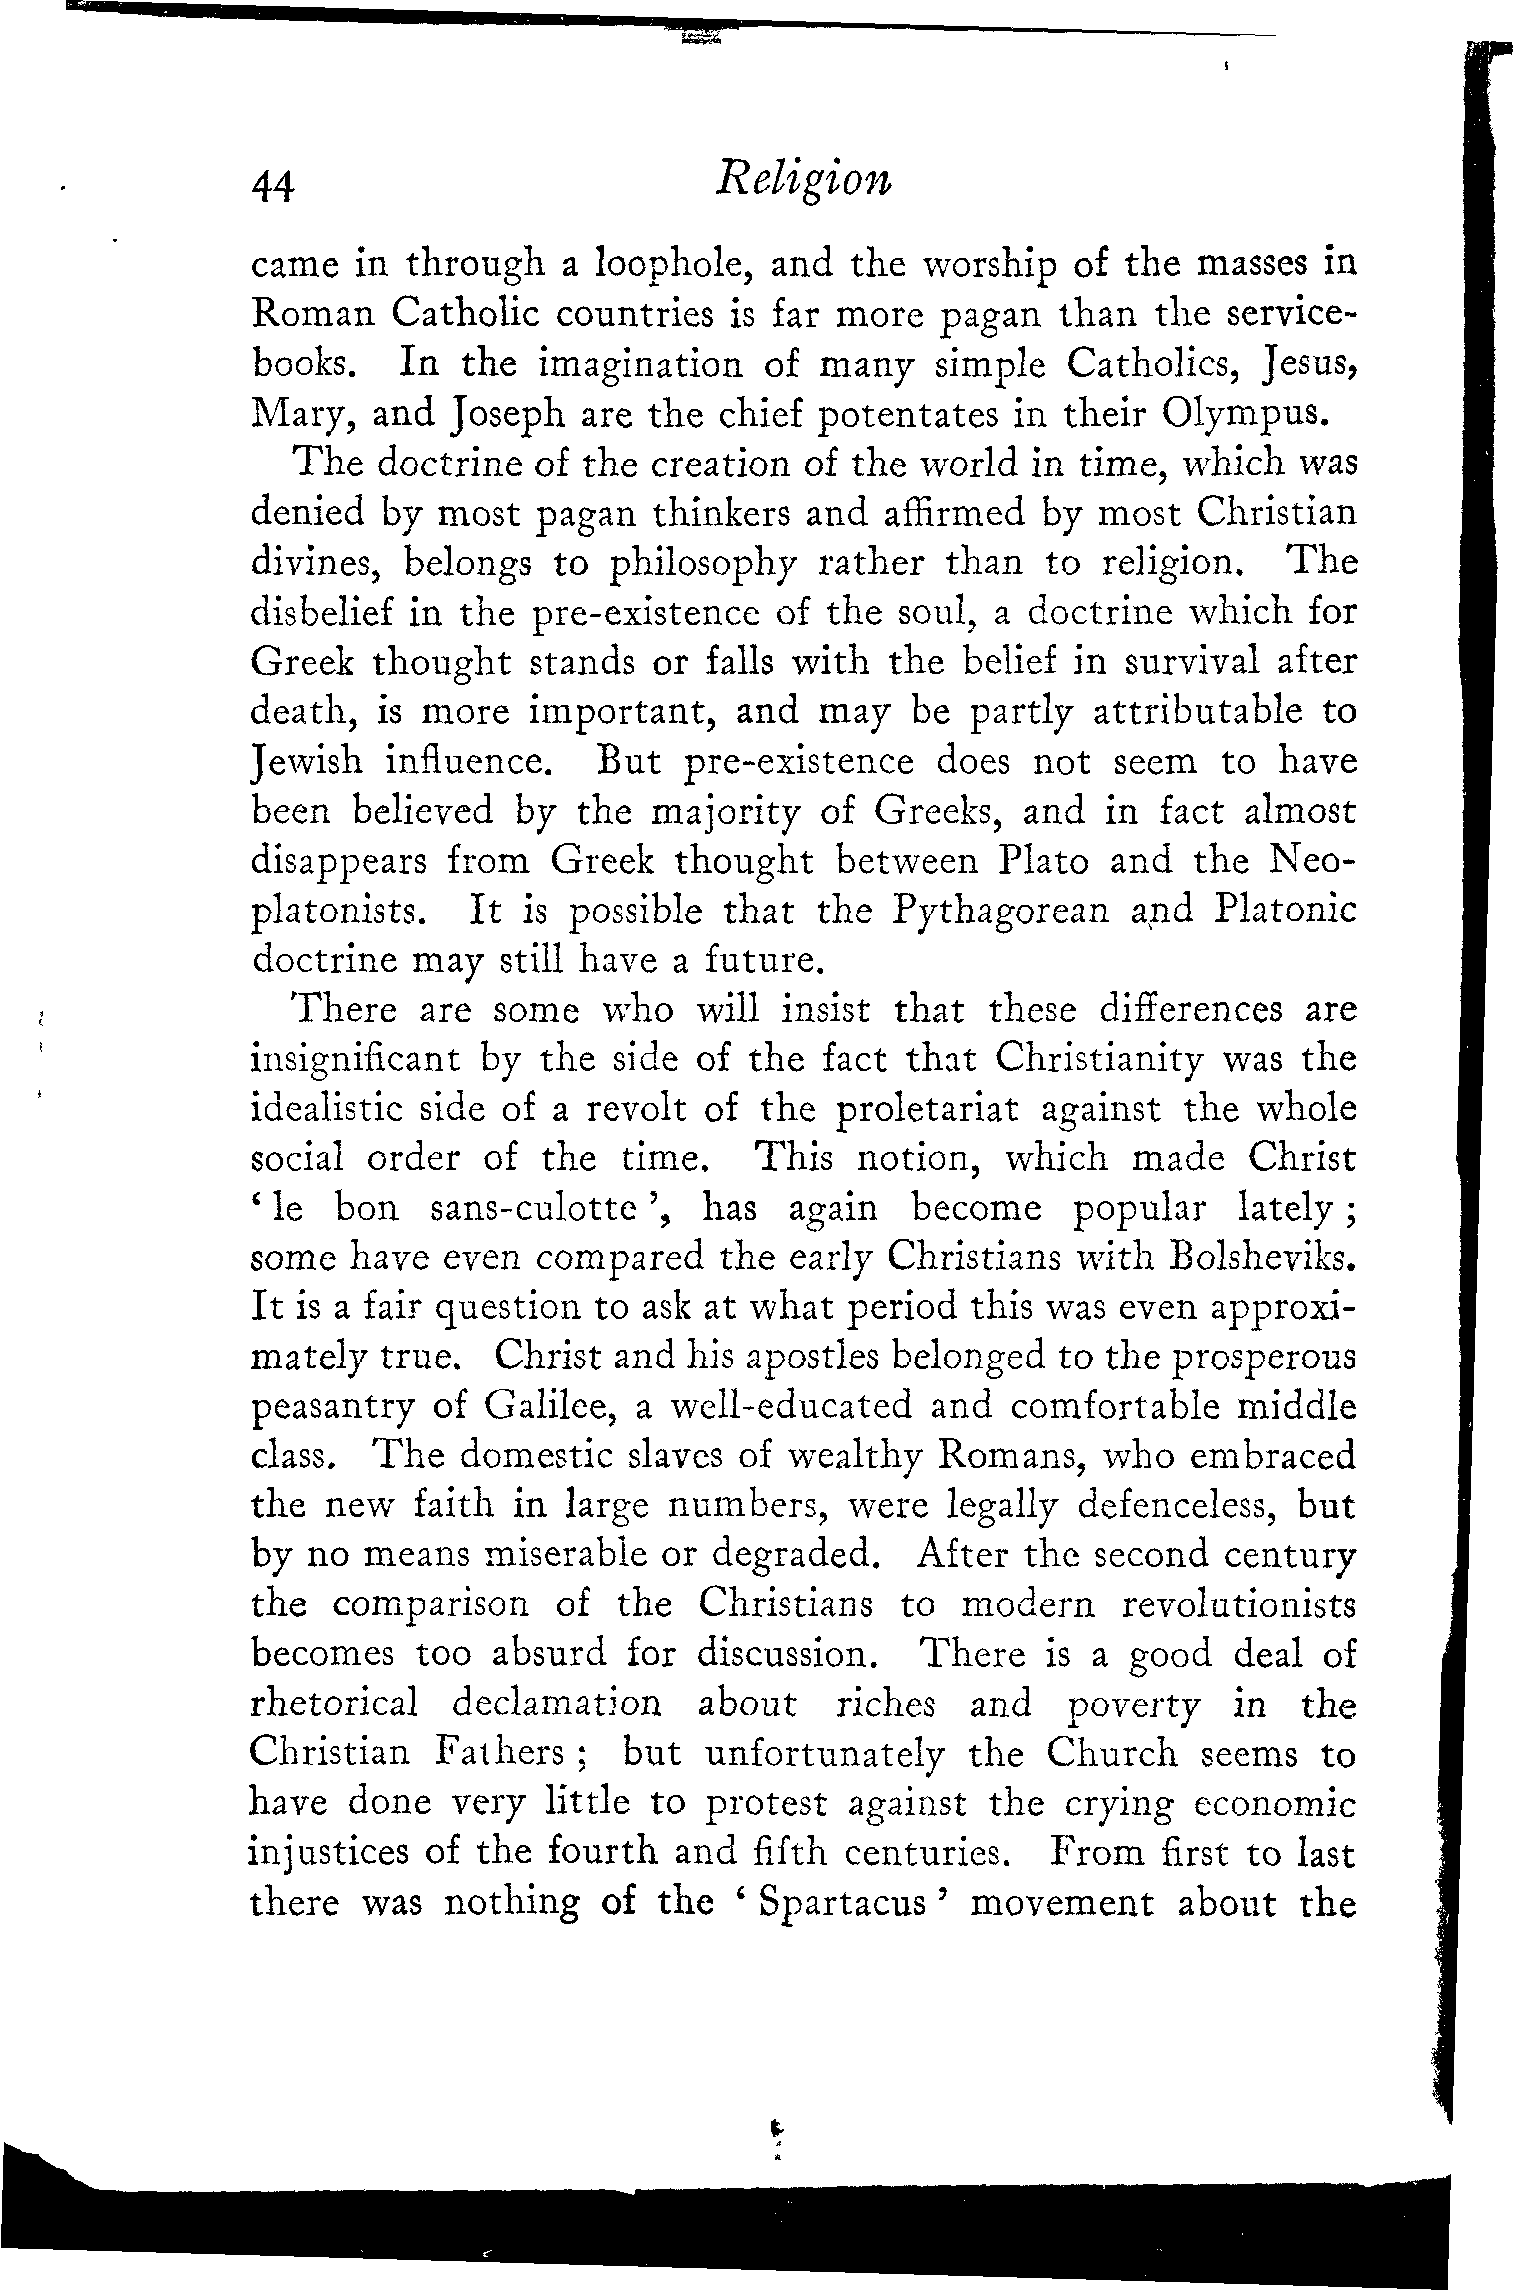 44 Religion
came in through a loophole, and the worship of the masses in
Roman Catholic countries is far more pagan than the service-
books. In the imagination of many simple Catholics, Jesus,
Mary, and Joseph are the chief potentates in their Olympus.
The doctrine of the creation of the world in time, which was
denied by most pagan thinkers and affirmed by most Christian
divines, belongs to philosophy rather than to religion. The
disbelief in the pre-existence of the soul, a doctrine which for
Greek thought stands or falls with the belief in survival after
death, is more important, and may be partly attributable to
Jewish influence. But pre-existence does not seem to have
been believed by the majority of Greeks, and in fact almost
disappears from Greek thought between Plato and the Neo-
platonists. It is possible that the Pythagorean and Platonic
doctrine may still have a future.
There are some who will insist that these differences are
insignificant by the side of the fact that Christianity was the
idealistic side of a revolt of the proletariat against the whole
social order of the time. This notion, which made Christ
‘ le bon sans-culotte ’, has again become popular lately ;
some have even compared the early Christians with Bolsheviks.
It is a fair question to ask at what period this was even approxi-
mately true. Christ and his apostles belonged to the prosperous
peasantry of Galilee, a well-educated and comfortable middle
class. The domestic slaves of wealthy Romans, who embraced
the new faith in large numbers, were legally defenceless, but
by no means miserable or degraded. After the second century
the comparison of the Christians to modern revolutionists
becomes too absurd for discussion. There is a good deal of
rhetorical declamation about riches and poverty in the
Christian Fathers ; but unfortunately the Church seems to
have done very little to protest against the crying economic
injustices of the fourth and fifth centuries. From first to last
there was nothing of the ‘ Spartacus ’ movement about the